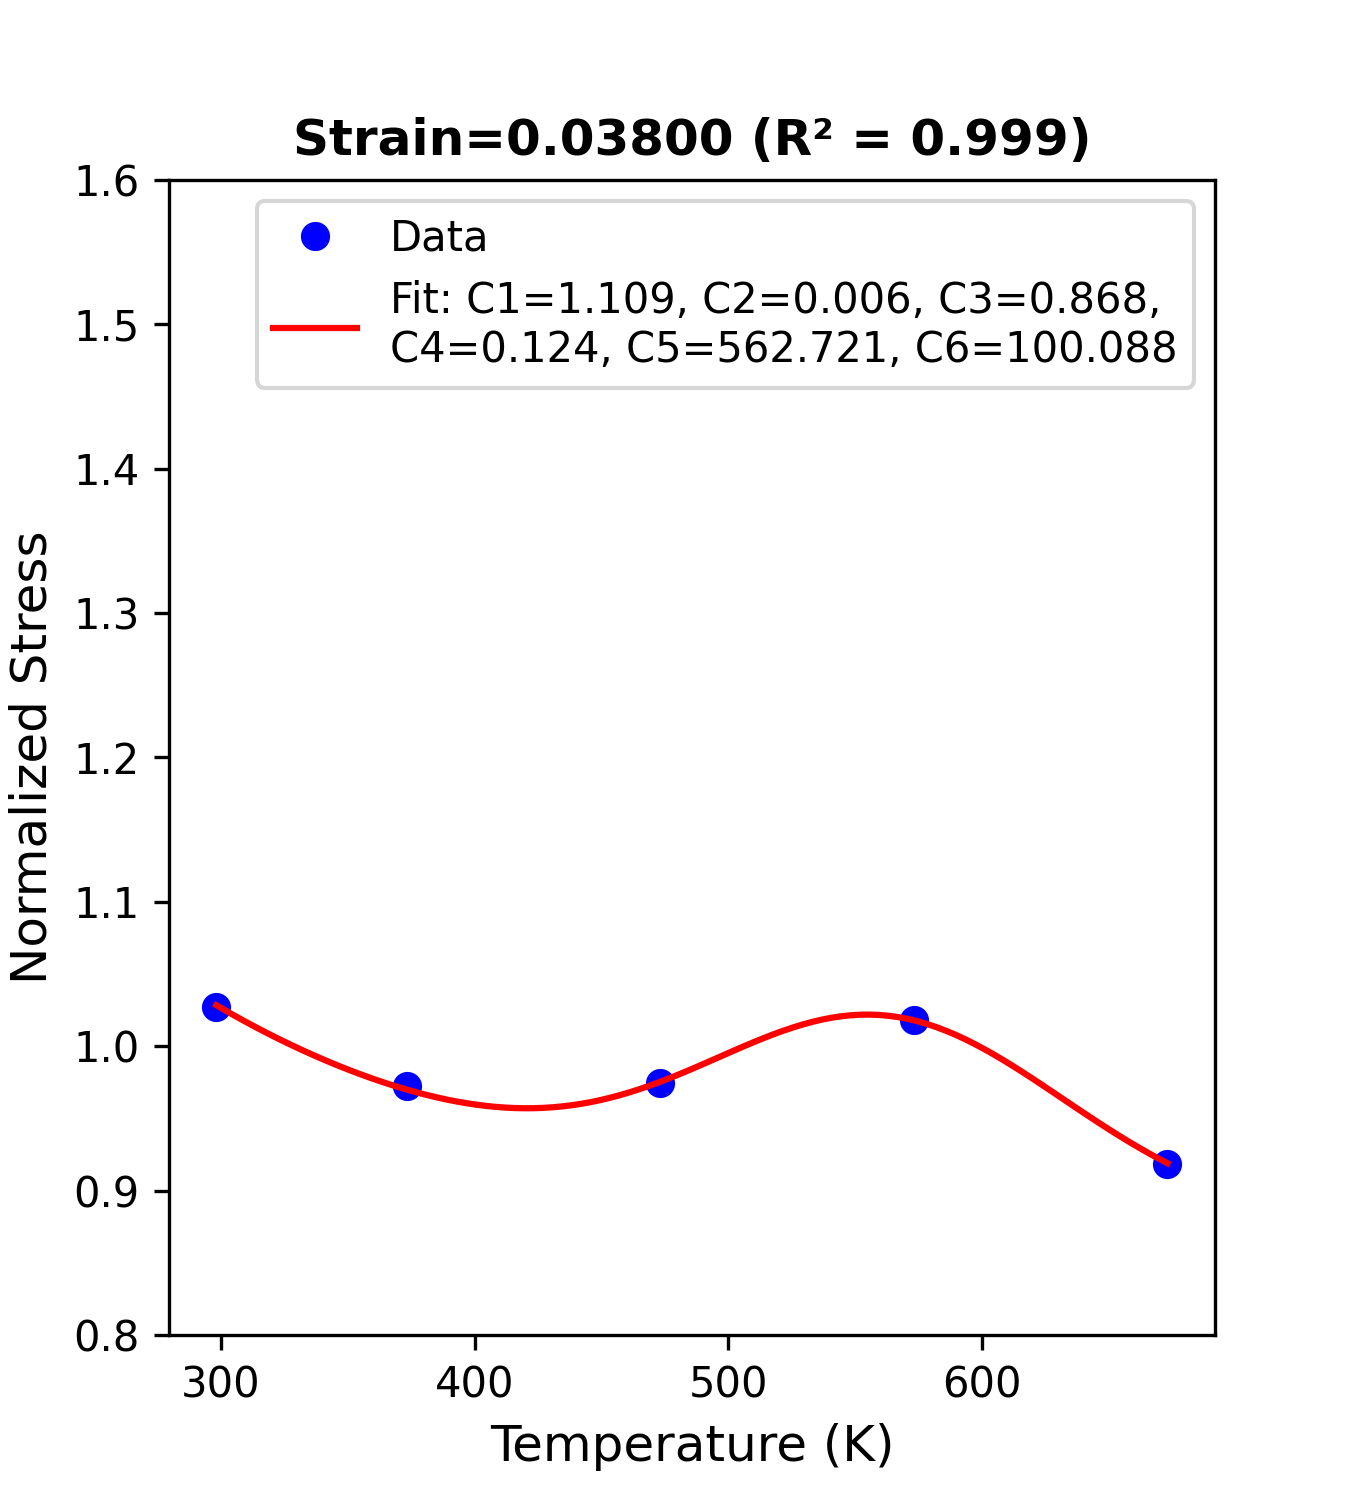 Strain=0.03800 (R² = 0.999)
Data
Fit: C1=1.109, C2=0.006, C3=0.868,
C4=0.124, C5=562.721, C6=100.088
Normalized Stress
1.6
1.5
1.4
1.3
1.2
1.1
1.0
0.9
0.8
300 400 500 600
Temperature (K)